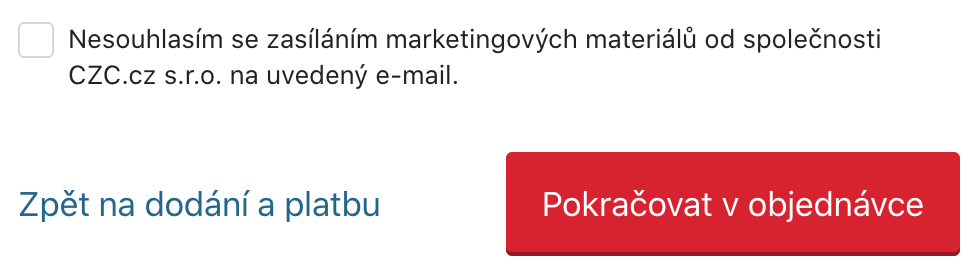 Nesouhlasím se zasíláním marketingových materiálů od společnosti
CZC.cz s.r.o. na uvedený e-mail.
Zpět na dodání a platbu
Pokračovat v objednávce